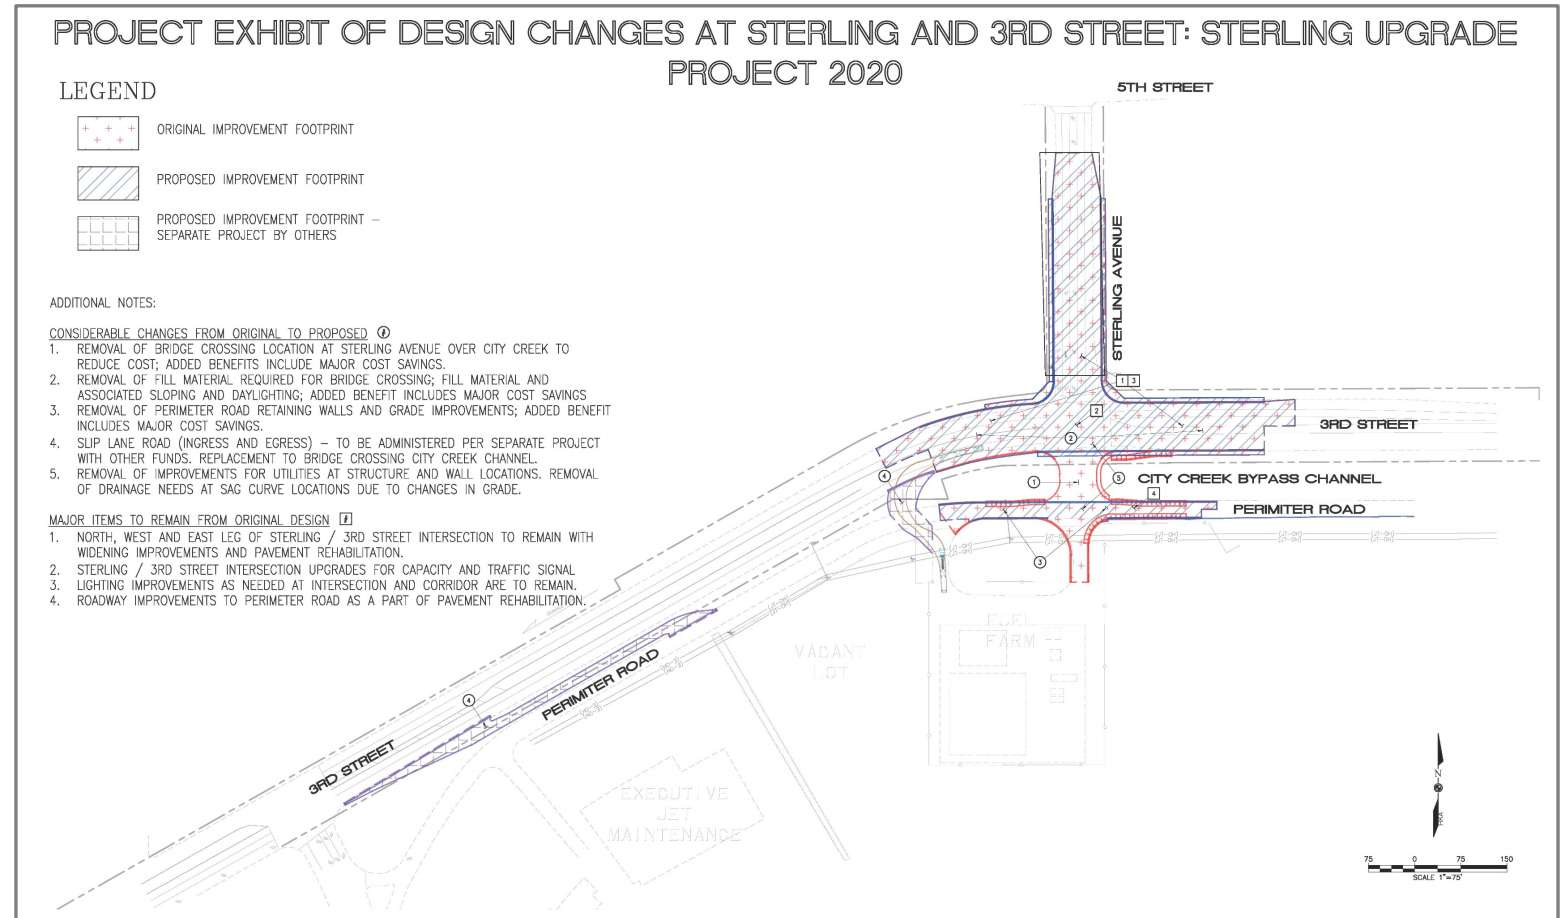 PROJECT EXHIBIT OF DESIGN CHANGES AT STERLING AND 3RD STREET: STERLING UPGRADE
PROJECT 2020
LEGEND
ORIGINAL IMPROVEMENT FOOTPRINT
PROPOSED IMPROVEMENT FOOTPRINT
PROPOSED IMPROVEMENT FOOTPRINT –
SEPARATE PROJECT BY OTHERS
ADDITIONAL NOTES:
CONSIDERABLE CHANGES FROM ORIGINAL TO PROPOSED #
1. REMOVAL OF BRIDGE CROSSING LOCATION AT STERLING AVENUE OVER CITY CREEK TO
REDUCE COST; ADDED BENEFITS INCLUDE MAJOR COST SAVINGS.
2. REMOVAL OF FILL MATERIAL REQUIRED FOR BRIDGE CROSSING; FILL MATERIAL AND
ASSOCIATED SLOPING AND DAYLIGHTING; ADDED BENEFIT INCLUDES MAJOR COST SAVINGS
3. REMOVAL OF PERIMETER ROAD RETAINING WALLS AND GRADE IMPROVEMENTS; ADDED BENEFIT
INCLUDES MAJOR COST SAVINGS.
4. SLIP LANE ROAD (INGRESS AND EGRESS) – TO BE ADMINISTERED PER SEPARATE PROJECT
WITH OTHER FUNDS. REPLACEMENT TO BRIDGE CROSSING CITY CREEK CHANNEL.
5. REMOVAL OF IMPROVEMENTS FOR UTILITIES AT STRUCTURE AND WALL LOCATIONS. REMOVAL
OF DRAINAGE NEEDS AT SAG CURVE LOCATIONS DUE TO CHANGES IN GRADE.
MAJOR ITEMS TO REMAIN FROM ORIGINAL DESIGN #
1. NORTH, WEST AND EAST LEG OF STERLING / 3RD STREET INTERSECTION TO REMAIN WITH
WIDENING IMPROVEMENTS AND PAVEMENT REHABILITATION.
2. STERLING / 3RD STREET INTERSECTION UPGRADES FOR CAPACITY AND TRAFFIC SIGNAL
3. LIGHTING IMPROVEMENTS AS NEEDED AT INTERSECTION AND CORRIDOR ARE TO REMAIN.
4. ROADWAY IMPROVEMENTS TO PERIMETER ROAD AS A PART OF PAVEMENT REHABILITATION.
5TH STREET
STERLING AVENUE
1 3
2
3RD STREET
2
4
1
5
CITY CREEK BYPASS CHANNEL
4
PERIMITER ROAD
3
FUEL
FARM
VACANT
LOT
PERIMITER ROAD
4
3RD STREET
EXECUTIVE
JET
MAINTENANCE
N
75 0 75 150
SCALE 1"=75'